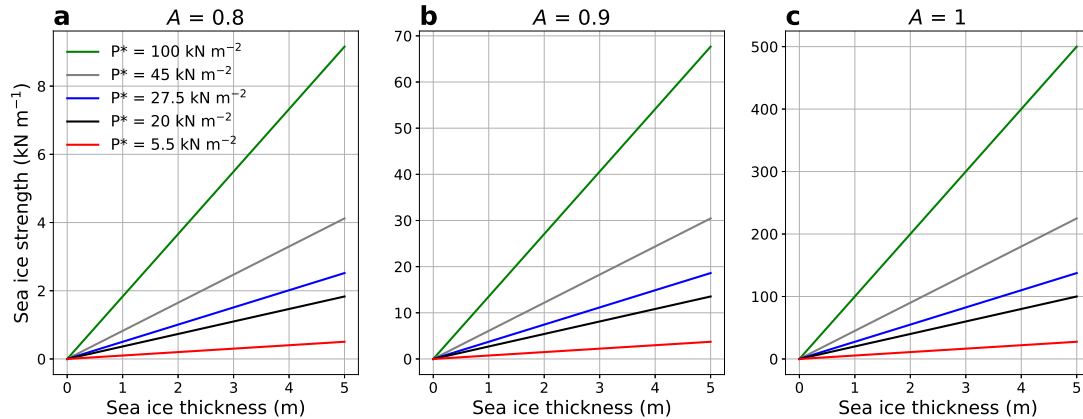 a
A = 0.8
P* = 100 kN m⁻²
P* = 45 kN m⁻²
P* = 27.5 kN m⁻²
P* = 20 kN m⁻²
P* = 5.5 kN m⁻²
Sea ice strength (kN m⁻¹)
8
6
4
2
0
0 1 2 3 4 5
Sea ice thickness (m)
b
A = 0.9
70
60
50
40
30
20
10
0
0 1 2 3 4 5
Sea ice thickness (m)
c
A = 1
500
400
300
200
100
0
0 1 2 3 4 5
Sea ice thickness (m)